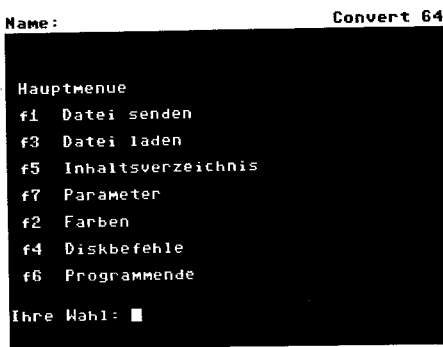 Name: Convert 64
Hauptmenue
f1 Datei senden
f3 Datei laden
f5 Inhaltsverzeichnis
f7 Parameter
f2 Farben
f4 Diskbefehle
f6 Programmende
Ihre Wahl: